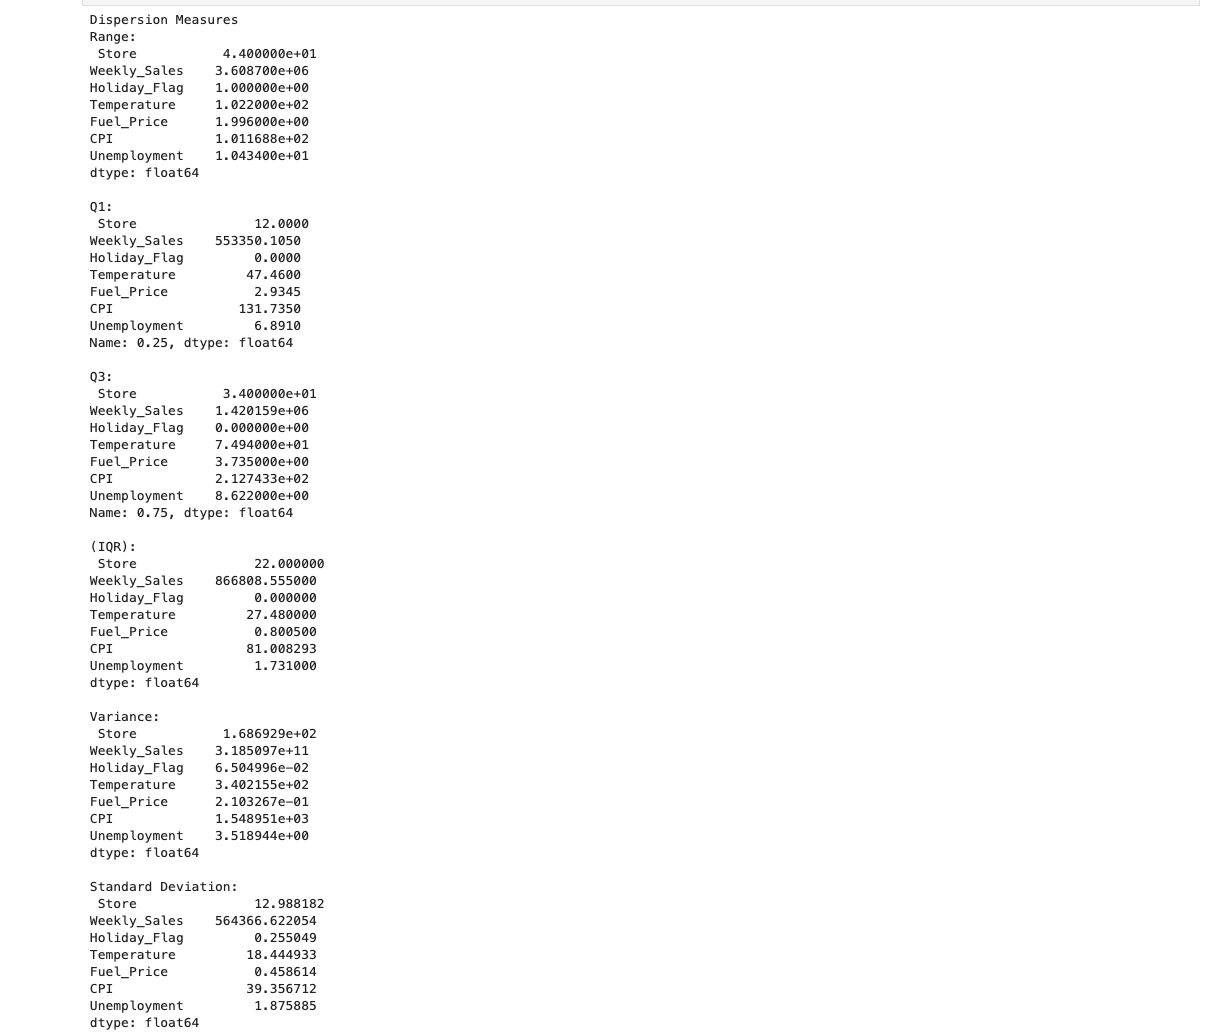 Dispersion Measures
Range:
 Store           4.400000e+01
Weekly_Sales    3.608700e+06
Holiday_Flag    1.000000e+00
Temperature     1.022000e+02
Fuel_Price      1.996000e+00
CPI             1.011688e+02
Unemployment    1.043400e+01
dtype: float64

Q1:
 Store               12.0000
Weekly_Sales    553350.1050
Holiday_Flag         0.0000
Temperature         47.4600
Fuel_Price           2.9345
CPI                131.7350
Unemployment         6.8910
Name: 0.25, dtype: float64

Q3:
 Store           3.400000e+01
Weekly_Sales    1.420159e+06
Holiday_Flag    0.000000e+00
Temperature     7.494000e+01
Fuel_Price      3.735000e+00
CPI             2.127433e+02
Unemployment    8.622000e+00
Name: 0.75, dtype: float64

(IQR):
 Store               22.000000
Weekly_Sales    866808.555000
Holiday_Flag         0.000000
Temperature         27.480000
Fuel_Price           0.800500
CPI                 81.008293
Unemployment         1.731000
dtype: float64

Variance:
 Store           1.686929e+02
Weekly_Sales    3.185097e+11
Holiday_Flag    6.504996e-02
Temperature     3.402155e+02
Fuel_Price      2.103267e-01
CPI             1.548951e+03
Unemployment    3.518944e+00
dtype: float64

Standard Deviation:
 Store               12.988182
Weekly_Sales    564366.622054
Holiday_Flag         0.255049
Temperature         18.444933
Fuel_Price           0.458614
CPI                 39.356712
Unemployment         1.875885
dtype: float64